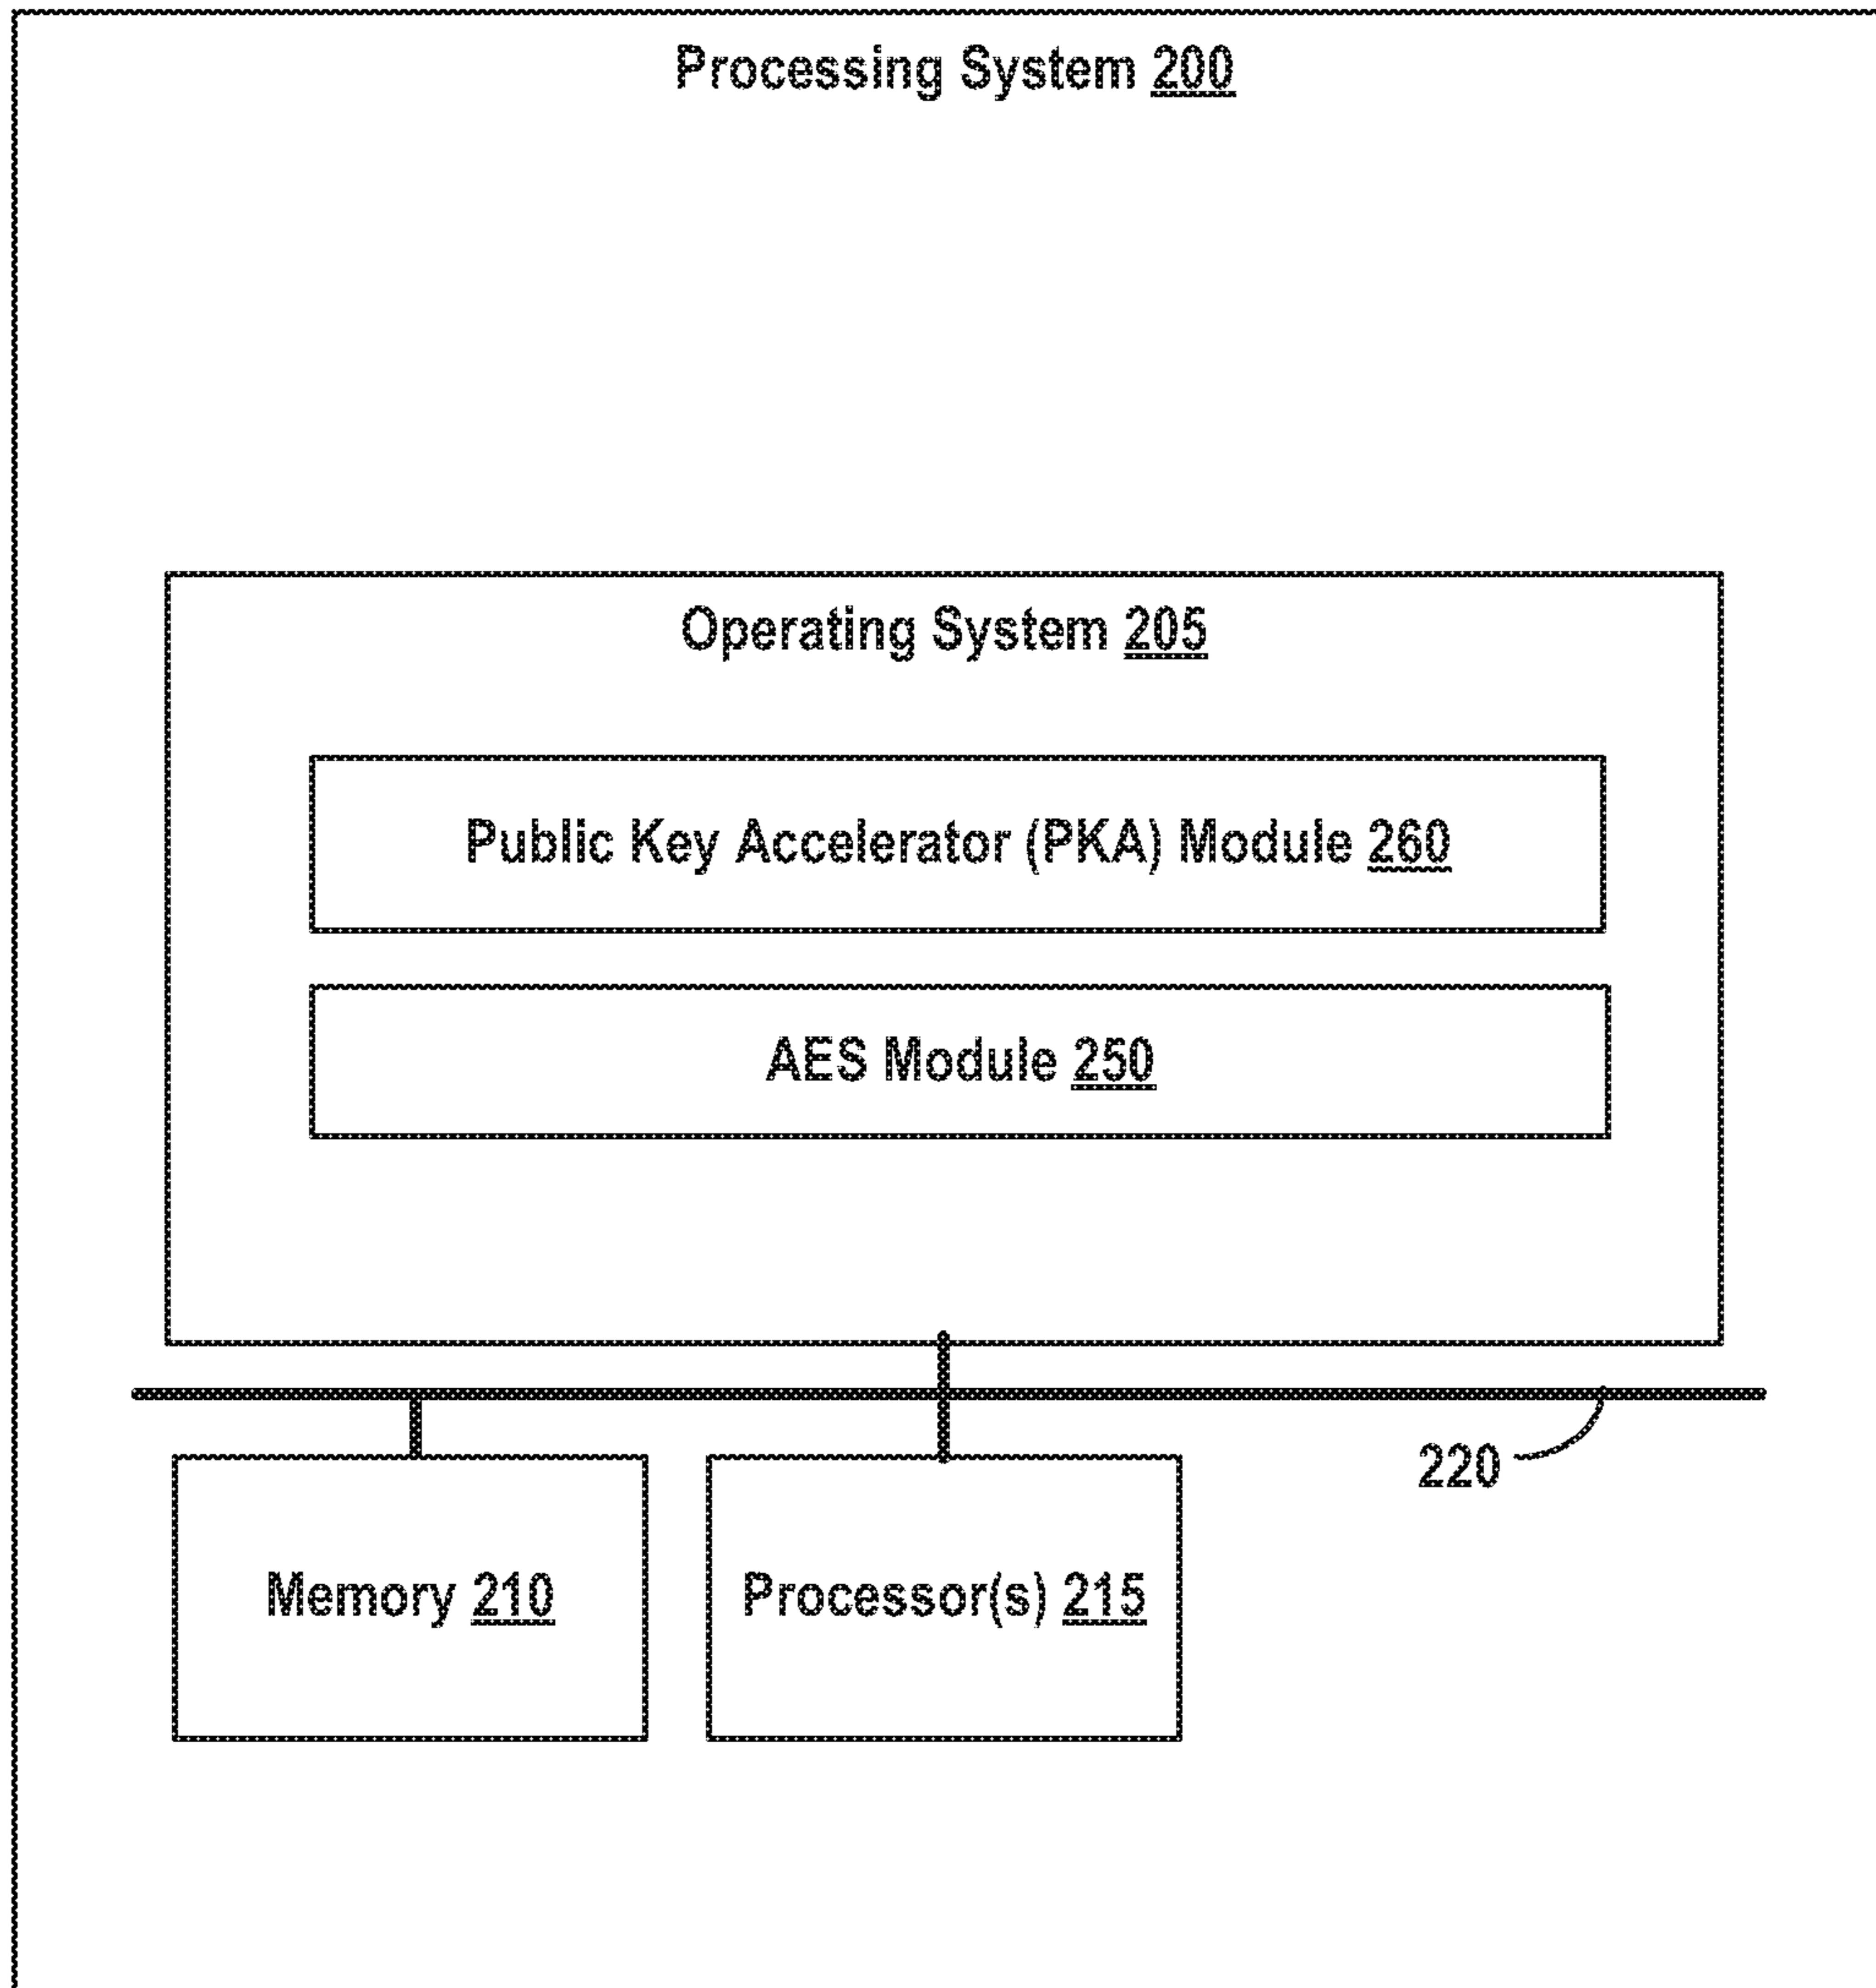 Processing System 200
Operating System 205
Public Key Accelerator (PKA) Module 260
AES Module 250
220
Memory 210
Processor(s) 215